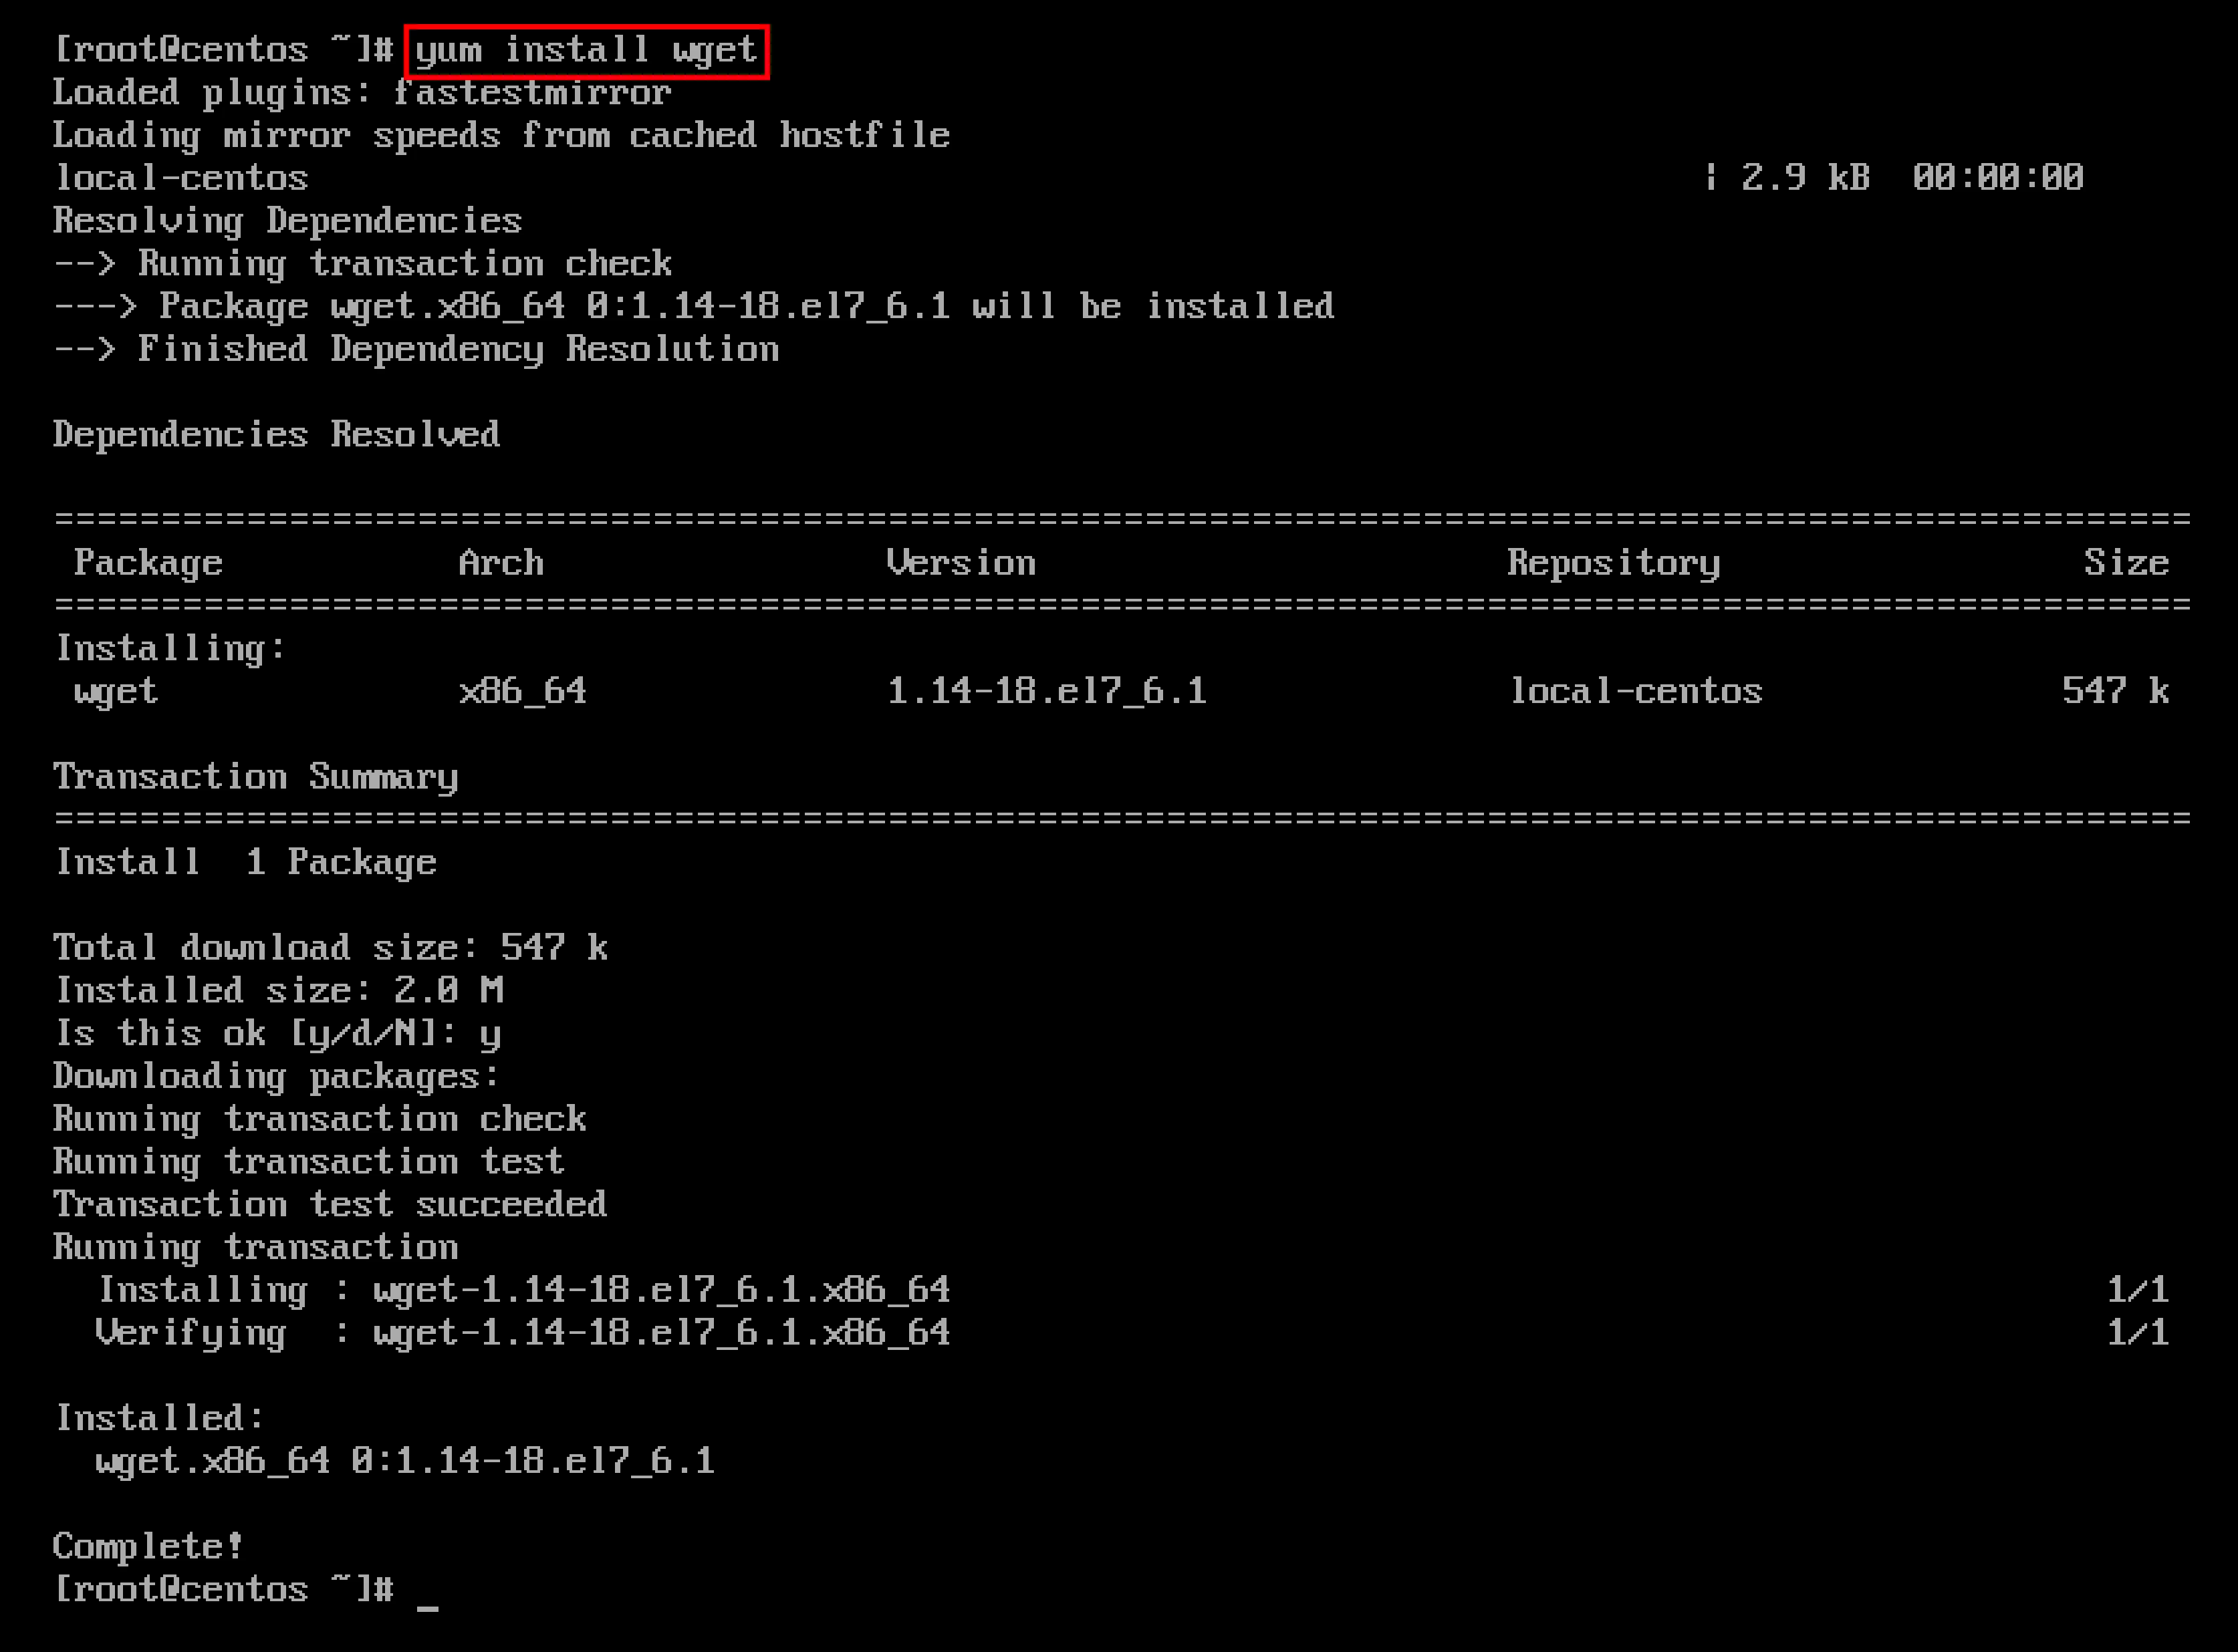 [root@centos ~]# yum install wget
Loaded plugins: fastestmirror
Loading mirror speeds from cached hostfile
local-centos                                                                 | 2.9 kB  00:00:00
Resolving Dependencies
--> Running transaction check
---> Package wget.x86_64 0:1.14-18.el7_6.1 will be installed
--> Finished Dependency Resolution

Dependencies Resolved

====================================================================================================
 Package           Arch                Version                      Repository                 Size
====================================================================================================
Installing:
 wget              x86_64              1.14-18.el7_6.1              local-centos              547 k

Transaction Summary
====================================================================================================
Install  1 Package

Total download size: 547 k
Installed size: 2.0 M
Is this ok [y/d/N]: y
Downloading packages:
Running transaction check
Running transaction test
Transaction test succeeded
Running transaction
  Installing : wget-1.14-18.el7_6.1.x86_64                                                      1/1
  Verifying  : wget-1.14-18.el7_6.1.x86_64                                                      1/1

Installed:
  wget.x86_64 0:1.14-18.el7_6.1

Complete!
[root@centos ~]# _